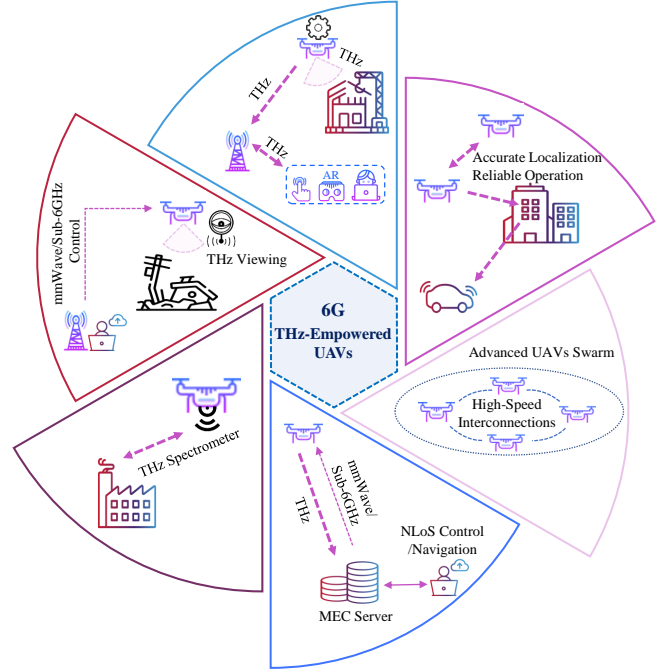 THz
THz
THz
AR
Accurate Localization
Reliable Operation
mmWave/Sub-6GHz
Control
THz Viewing
6G
THz-Empowered
UAVs
Advanced UAVs Swarm
High-Speed
Interconnections
THz Spectrometer
mmWave/
Sub-6GHz
THz
NLoS Control
/Navigation
MEC Server